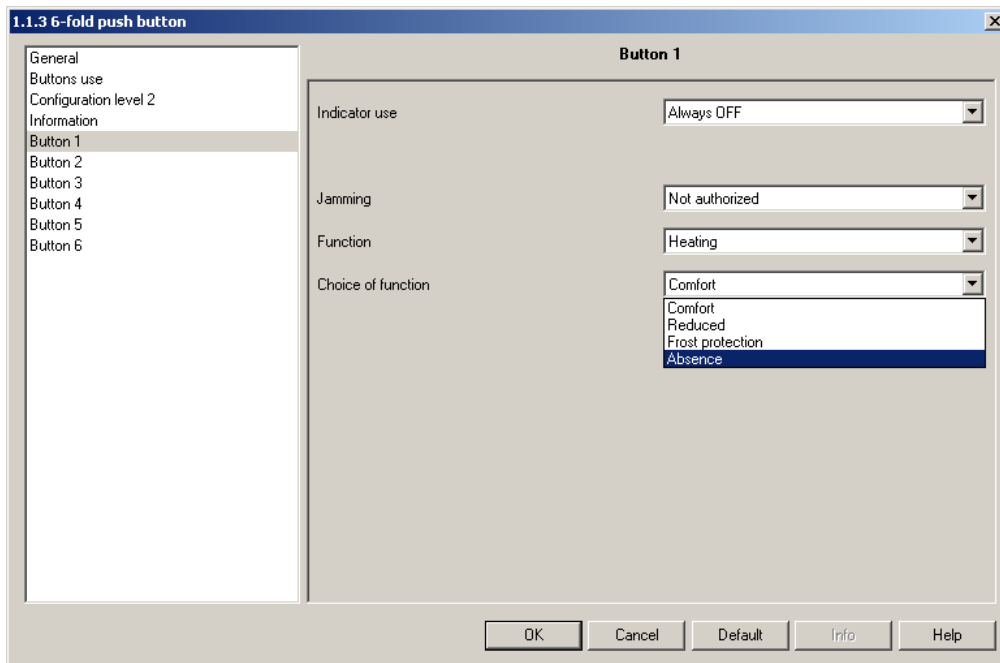 1.1.3 6-fold push button
General
Buttons use
Configuration level 2
Information
Button 1
Button 2
Button 3
Button 4
Button 5
Button 6
Button 1
Indicator use Always OFF
Jamming Not authorized
Function Heating
Choice of function Comfort
Comfort
Reduced
Frost protection
Absence
OK Cancel Default Info Help